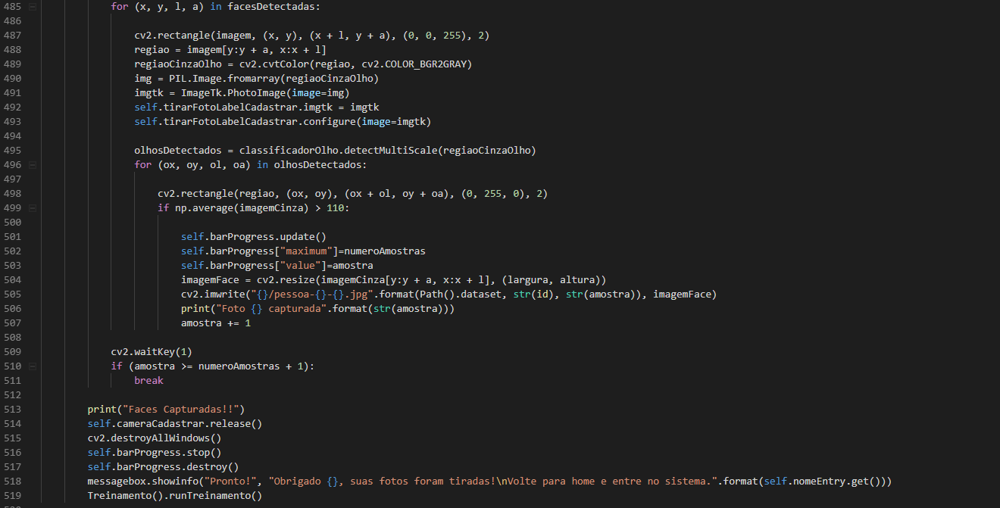 485 for (x, y, l, a) in facesDetectadas:
486
487 cv2.rectangle(imagem, (x, y), (x + l, y + a), (0, 0, 255), 2)
488 regiao = imagem[y:y + a, x:x + l]
489 regiaoCinzaOlho = cv2.cvtColor(regiao, cv2.COLOR_BGR2GRAY)
490 img = PIL.Image.fromarray(regiaoCinzaOlho)
491 imgtk = ImageTk.PhotoImage(image=img)
492 self.tirarFotoLabelCadastrar.imgtk = imgtk
493 self.tirarFotoLabelCadastrar.configure(image=imgtk)
494
495 olhosDetectados = classificadorOlho.detectMultiScale(regiaoCinzaOlho)
496 for (ox, oy, ol, oa) in olhosDetectados:
497
498 cv2.rectangle(regiao, (ox, oy), (ox + ol, oy + oa), (0, 255, 0), 2)
499 if np.average(imagemCinza) > 110:
500
501 self.barProgress.update()
502 self.barProgress["maximum"]=numeroAmostras
503 self.barProgress["value"]=amostra
504 imagemFace = cv2.resize(imagemCinza[y:y + a, x:x + l], (largura, altura))
505 cv2.imwrite("{}/pessoa-{}-{}.jpg".format(Path().dataset, str(id), str(amostra)), imagemFace)
506 print("Foto {} capturada".format(str(amostra)))
507 amostra += 1
508
509 cv2.waitKey(1)
510 if (amostra >= numeroAmostras + 1):
511 break
512
513 print("Faces Capturadas!!")
514 self.cameraCadastrar.release()
515 cv2.destroyAllWindows()
516 self.barProgress.stop()
517 self.barProgress.destroy()
518 messagebox.showinfo("Pronto!", "Obrigado {}, suas fotos foram tiradas!\nVolte para home e entre no sistema.".format(self.nomeEntry.get()))
519 Treinamento().runTreinamento()